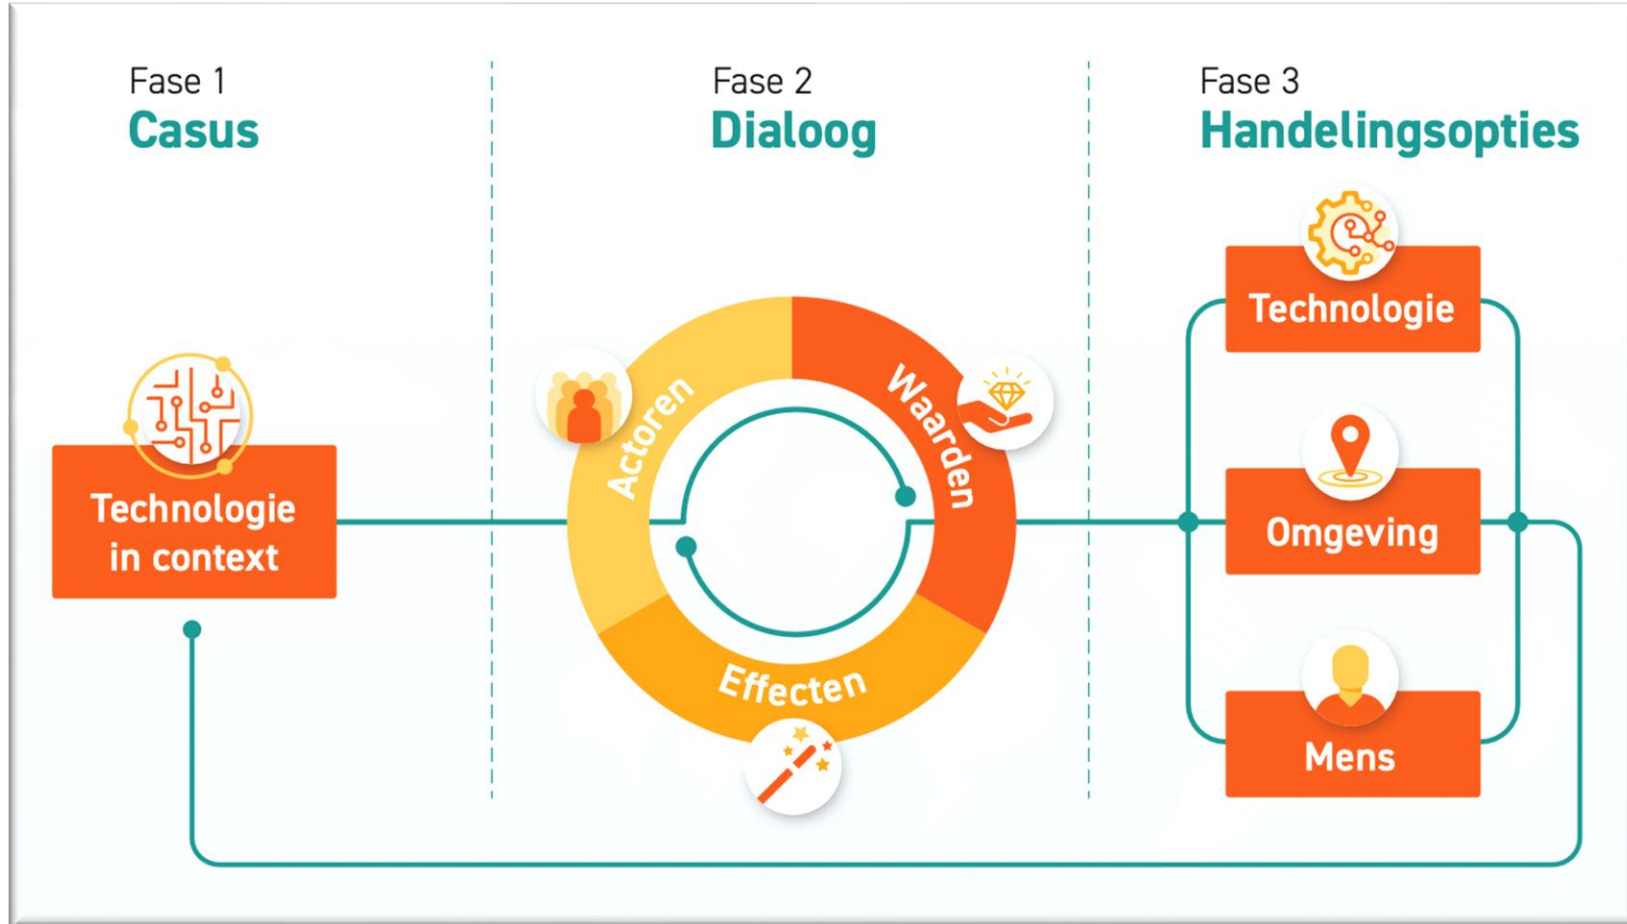 Fase 1
Casus
Technologie
in context
Fase 2
Dialoog
Actoren
Waarden
Effecten
Fase 3
Handelingsopties
Technologie
Omgeving
Mens